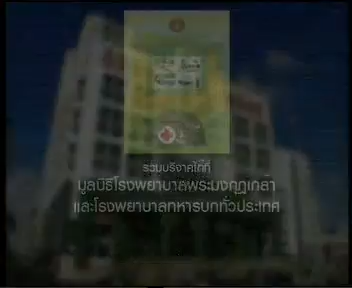 ร่วมบริจาคได้ที่
มูลนิธิโรงพยาบาลพระมงกุฎเกล้า
และโรงพยาบาลทหารบกทั่วประเทศ